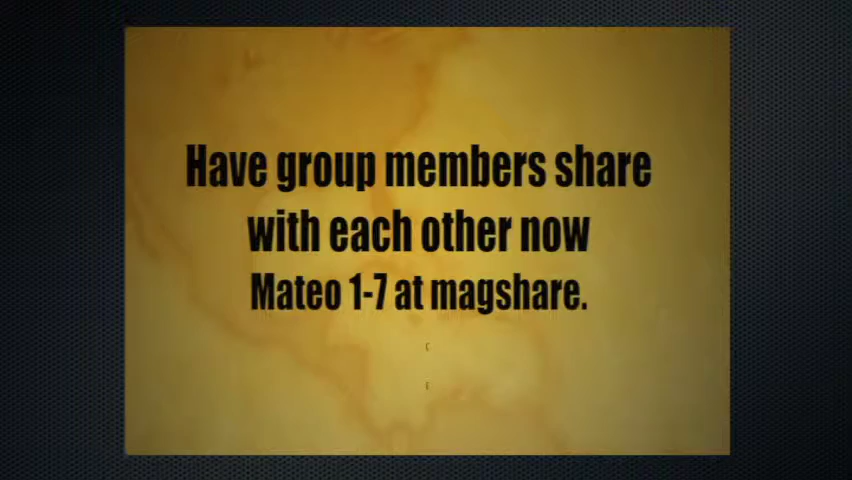 Have group members share
with each other now
Mateo 1-7 at magshare.
C
E